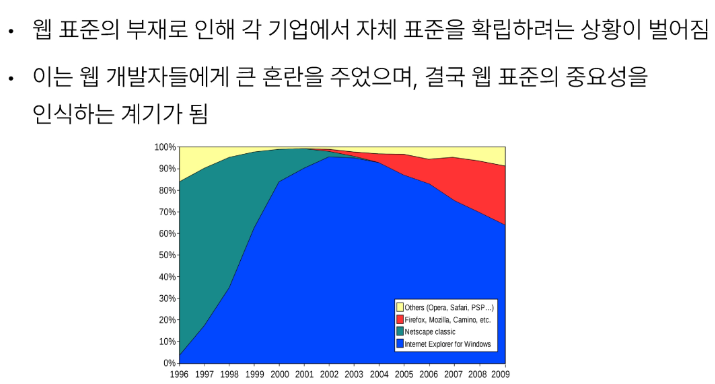 • 웹 표준의 부재로 인해 각 기업에서 자체 표준을 확립하려는 상황이 벌어짐
• 이는 웹 개발자들에게 큰 혼란을 주었으며, 결국 웹 표준의 중요성을
인식하는 계기가 됨
100%
90%
80%
70%
60%
50%
40%
30%
20%
10%
0%
Others (Opera, Safari, PSP...)
Firefox, Mozilla, Camino, etc.
Netscape classic
Internet Explorer for Windows
1996 1997 1998 1999 2000 2001 2002 2003 2004 2005 2006 2007 2008 2009